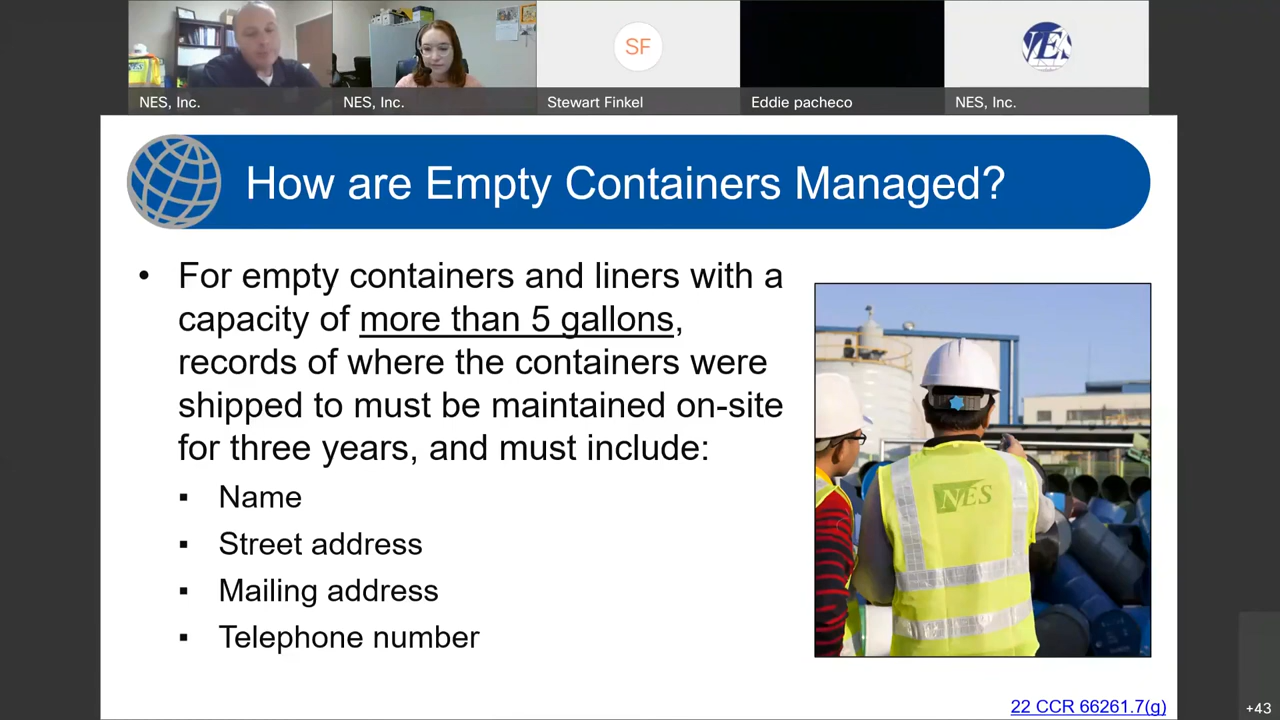 SF
NES
NES, Inc.
NES, Inc.
Stewart Finkel
Eddie pacheco
NES, Inc.
How are Empty Containers Managed?
• For empty containers and liners with a
capacity of more than 5 gallons,
records of where the containers were
shipped to must be maintained on-site
for three years, and must include:
▪ Name
▪ Street address
▪ Mailing address
▪ Telephone number
NES
22 CCR 66261.7(g)
+43